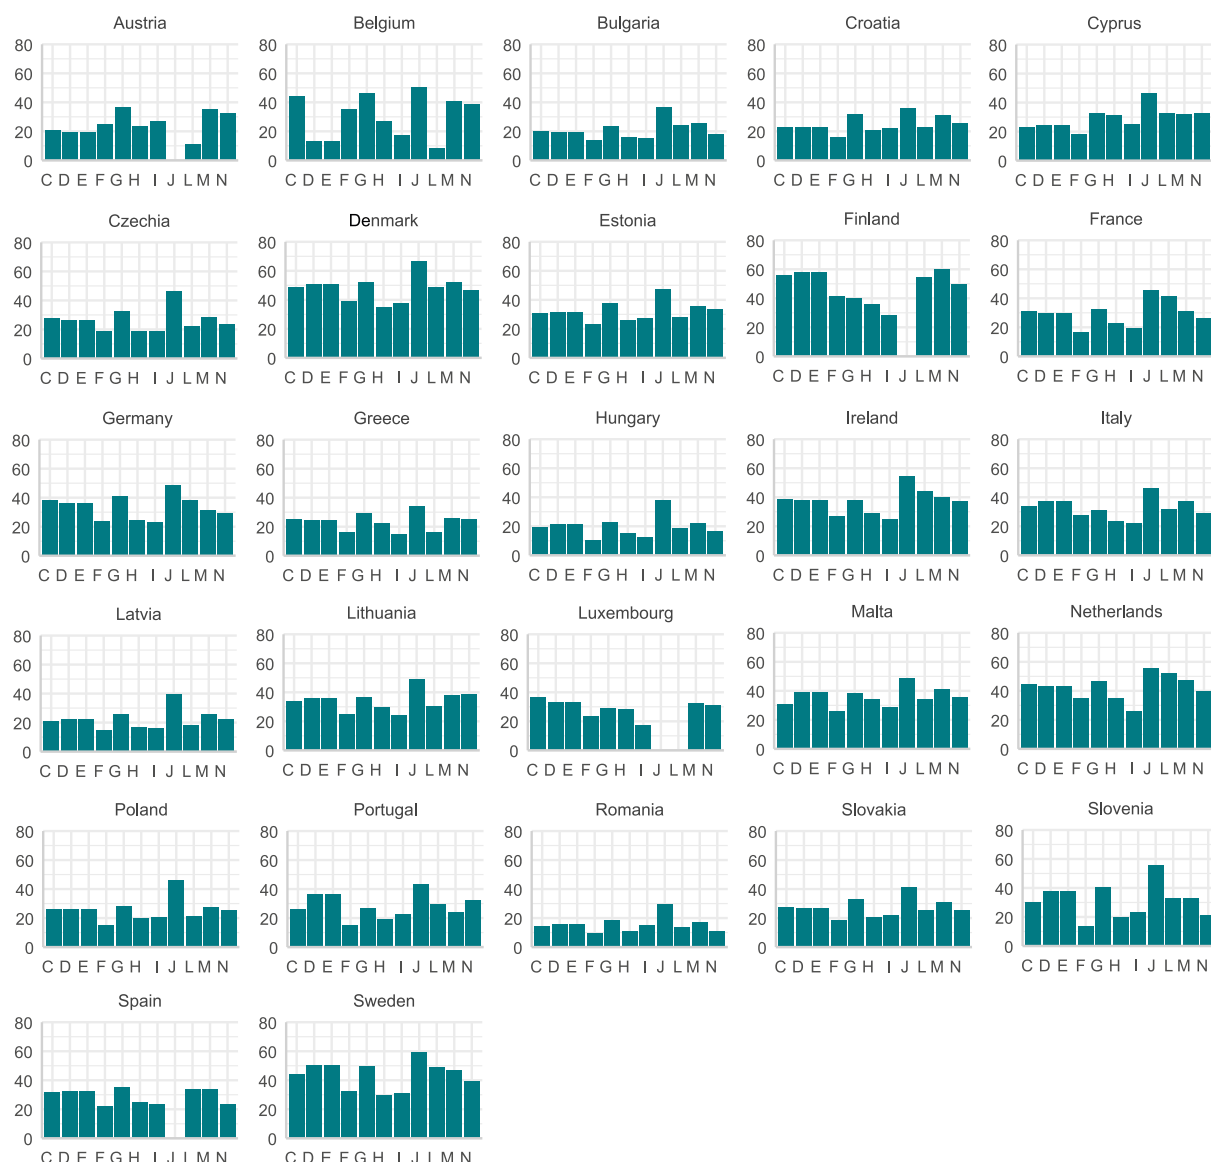 Austria Belgium Bulgaria Croatia Cyprus
80 80 80 80 80
60 60 60 60 60
40 40 40 40 40
20 20 20 20 20
0 0 0 0 0
C D E F G H I J L M N C D E F G H I J L M N C D E F G H I J L M N C D E F G H I J L M N C D E F G H I J L M N
Czechia Denmark Estonia Finland France
80 80 80 80 80
60 60 60 60 60
40 40 40 40 40
20 20 20 20 20
0 0 0 0 0
C D E F G H I J L M N C D E F G H I J L M N C D E F G H I J L M N C D E F G H I J L M N C D E F G H I J L M N
Germany Greece Hungary Ireland Italy
80 80 80 80 80
60 60 60 60 60
40 40 40 40 40
20 20 20 20 20
0 0 0 0 0
C D E F G H I J L M N C D E F G H I J L M N C D E F G H I J L M N C D E F G H I J L M N C D E F G H I J L M N
Latvia Lithuania Luxembourg Malta Netherlands
80 80 80 80 80
60 60 60 60 60
40 40 40 40 40
20 20 20 20 20
0 0 0 0 0
C D E F G H I J L M N C D E F G H I J L M N C D E F G H I J L M N C D E F G H I J L M N C D E F G H I J L M N
Poland Portugal Romania Slovakia Slovenia
80 80 80 80 80
60 60 60 60 60
40 40 40 40 40
20 20 20 20 20
0 0 0 0 0
C D E F G H I J L M N C D E F G H I J L M N C D E F G H I J L M N C D E F G H I J L M N C D E F G H I J L M N
Spain Sweden
80 80
60 60
40 40
20 20
0 0
C D E F G H I J L M N C D E F G H I J L M N